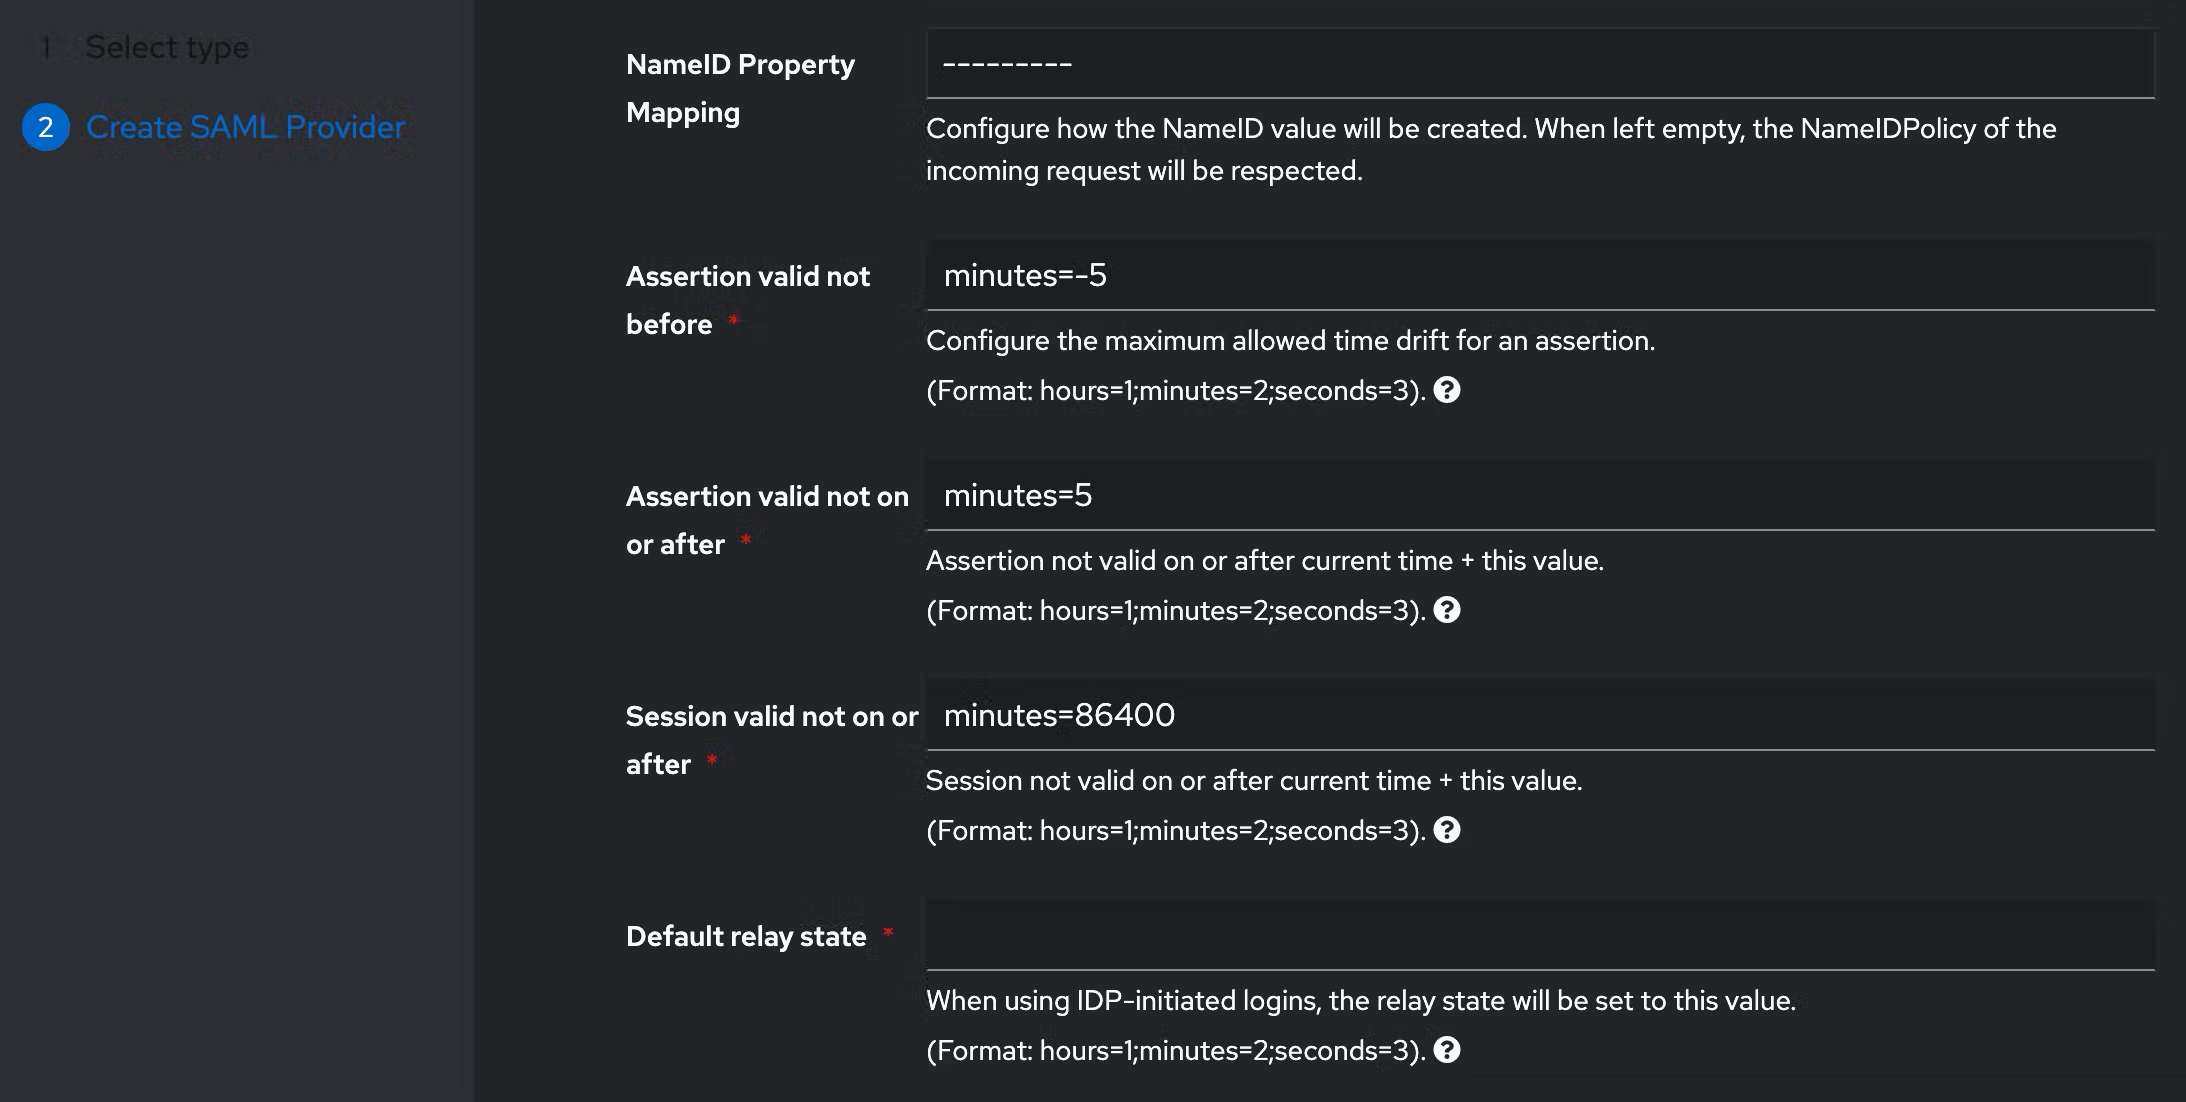 1 Select type
2 Create SAML Provider
NameID Property
Mapping
---------
Configure how the NameID value will be created. When left empty, the NameIDPolicy of the
incoming request will be respected.
Assertion valid not
before *
minutes=-5
Configure the maximum allowed time drift for an assertion.
(Format: hours=1;minutes=2;seconds=3). ?
Assertion valid not on
or after *
minutes=5
Assertion not valid on or after current time + this value.
(Format: hours=1;minutes=2;seconds=3). ?
Session valid not on or
after *
minutes=86400
Session not valid on or after current time + this value.
(Format: hours=1;minutes=2;seconds=3). ?
Default relay state *
When using IDP-initiated logins, the relay state will be set to this value.
(Format: hours=1;minutes=2;seconds=3). ?